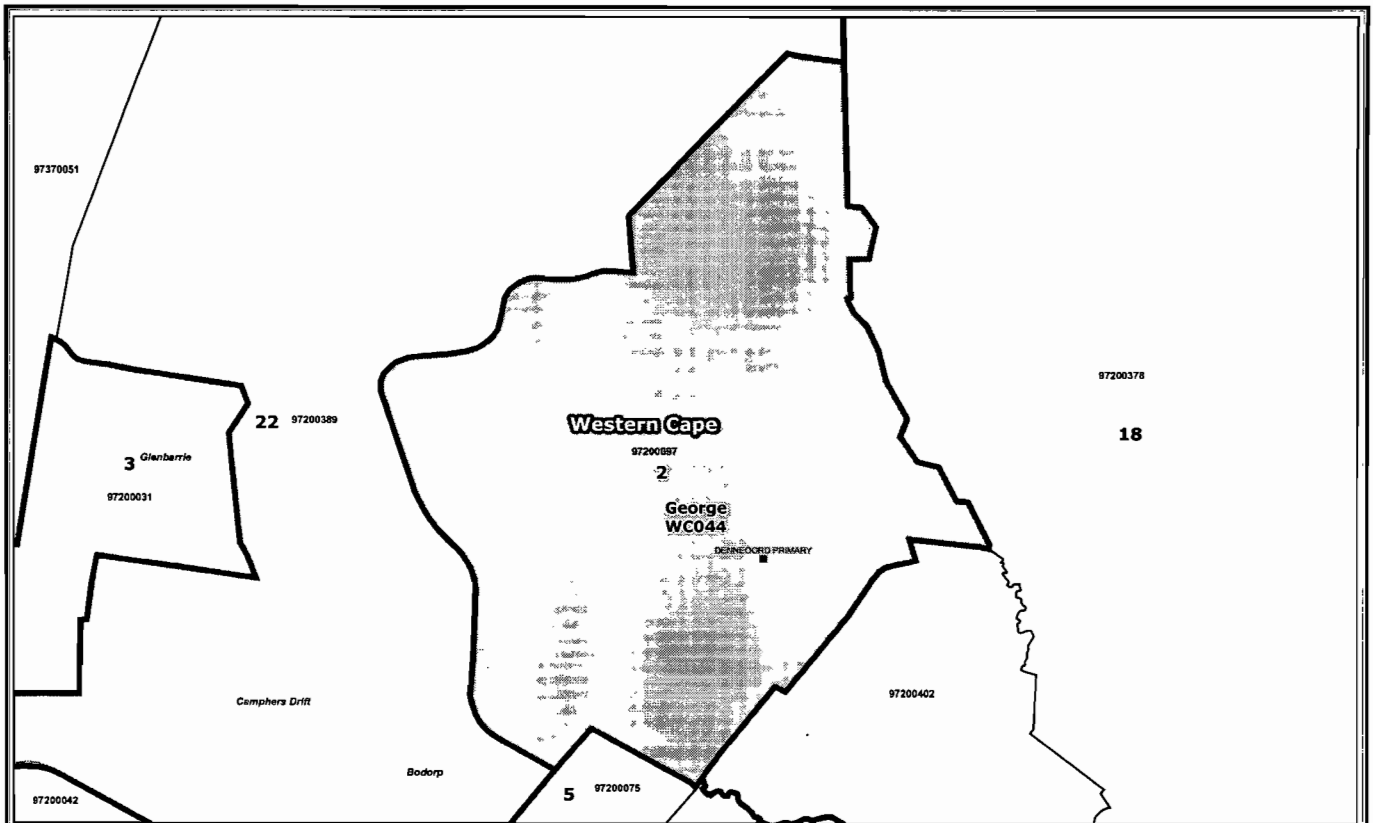 97370051
97200378
22 97200389
18
Western Cape
97200897
2
3 Glenbarrie
97200031
George
WC044
DENNEOORD PRIMARY
97200402
Camphers Drift
Bodorp
97200042
5 97200075